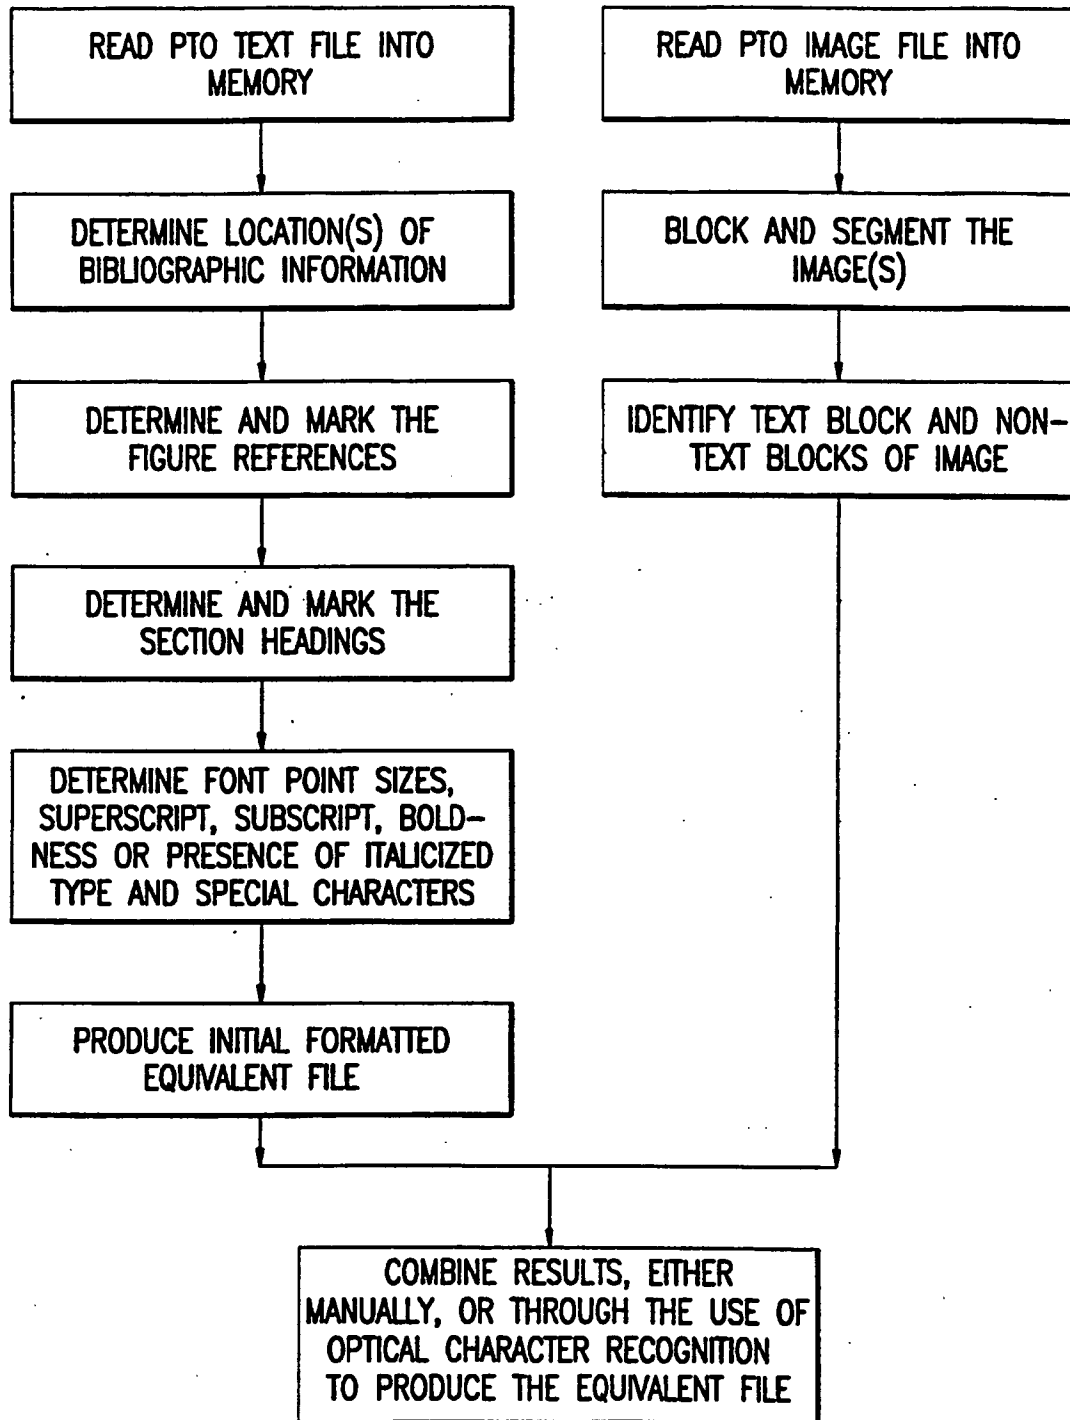 READ PTO TEXT FILE INTO
MEMORY
DETERMINE LOCATION(S) OF
BIBLIOGRAPHIC INFORMATION
DETERMINE AND MARK THE
FIGURE REFERENCES
DETERMINE AND MARK THE
SECTION HEADINGS
DETERMINE FONT POINT SIZES,
SUPERSCRIPT, SUBSCRIPT, BOLD-
NESS OR PRESENCE OF ITALICIZED
TYPE AND SPECIAL CHARACTERS
PRODUCE INITIAL FORMATTED
EQUIVALENT FILE
READ PTO IMAGE FILE INTO
MEMORY
BLOCK AND SEGMENT THE
IMAGE(S)
IDENTIFY TEXT BLOCK AND NON-
TEXT BLOCKS OF IMAGE
COMBINE RESULTS, EITHER
MANUALLY, OR THROUGH THE USE OF
OPTICAL CHARACTER RECOGNITION
TO PRODUCE THE EQUIVALENT FILE